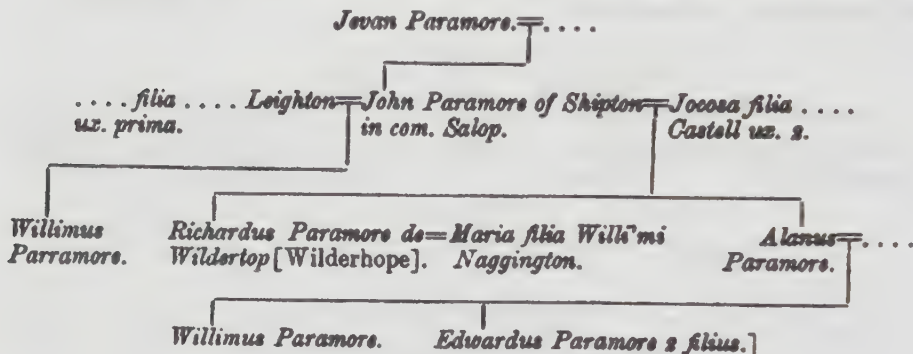 Jevan Paramore.=. . . .
. . . . filia . . . . Leighton=John Paramore of Shipton=Jocosa filia . . . .
ux. prima. in com. Salop. Castell ux. 2.
Willimus Richardus Paramore de=Maria filia Willi'mi Alanus=. . . .
Parramore. Wildertop [Wilderhope]. Naggington. Paramore.
Willimus Paramore. Edwardus Paramore 2 filius.]